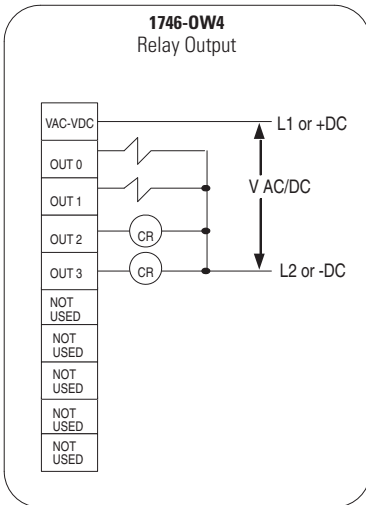 1746-OW4
Relay Output
VAC-VDC
L1 or +DC
OUT 0
OUT 1
V AC/DC
OUT 2
CR
OUT 3
CR
L2 or -DC
NOT
USED
NOT
USED
NOT
USED
NOT
USED
NOT
USED